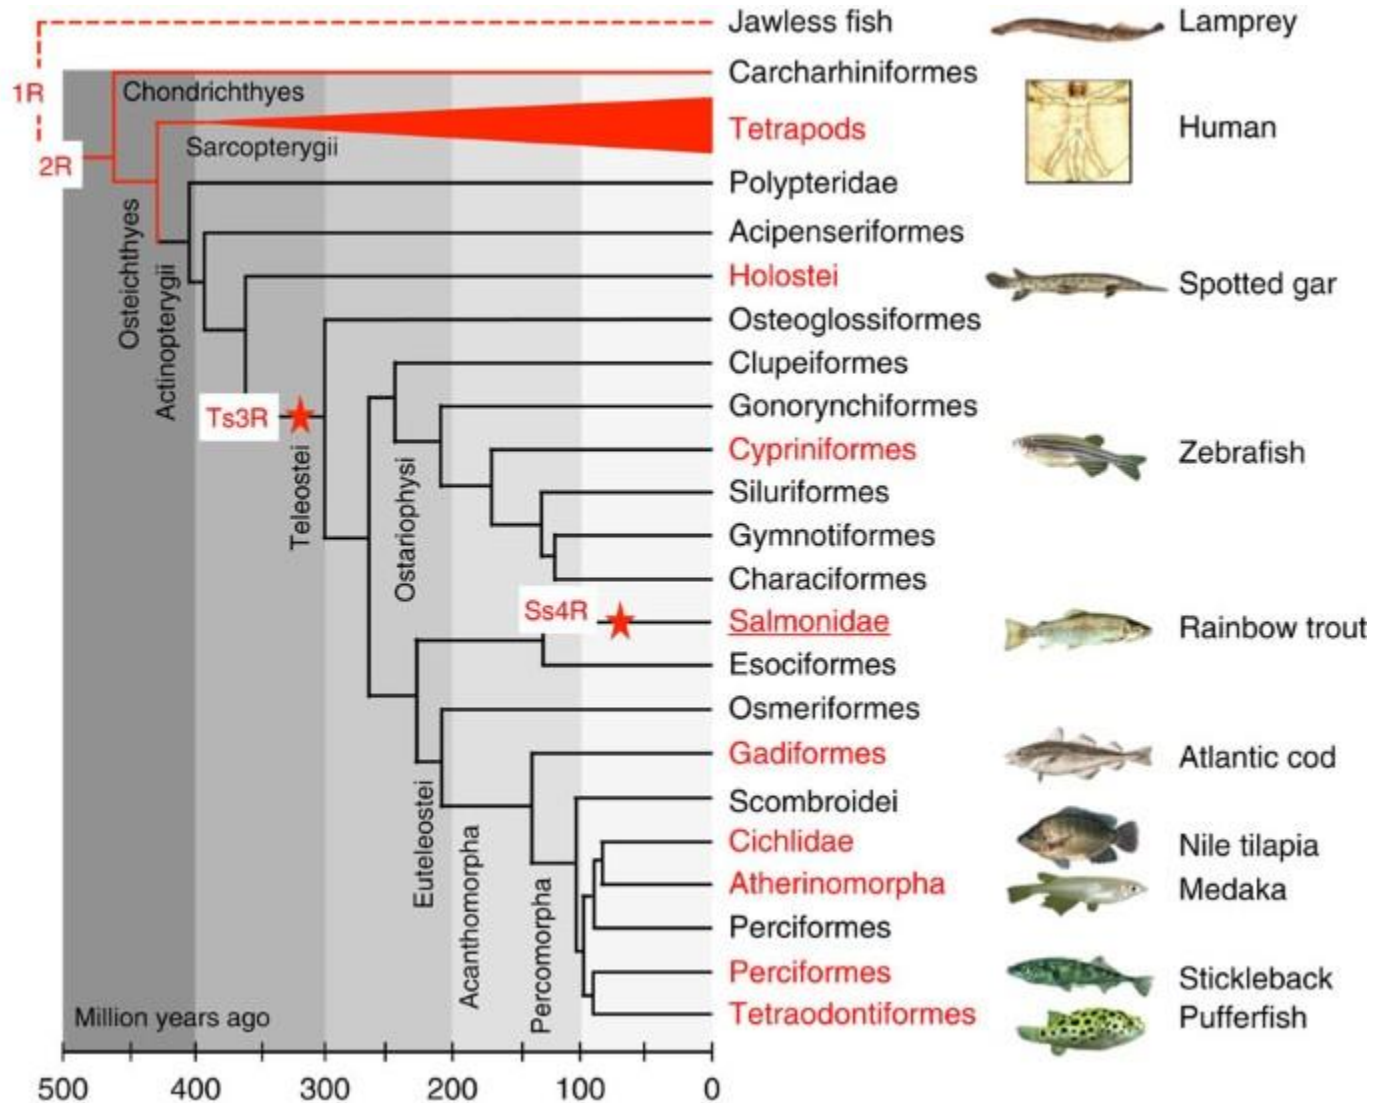 Jawless fish
Lamprey
1R
Carcharhiniformes
Chondrichthyes
Tetrapods
Human
Sarcopterygii
2R
Polypteridae
Osteichthyes
Actinopterygii
Acipenseriformes
Holostei
Spotted gar
Osteoglossiformes
Clupeiformes
Ts3R
Gonorynchiformes
Teleostei
Ostariophysi
Cypriniformes
Zebrafish
Siluriformes
Gymnotiformes
Characiformes
Ss4R
Salmonidae
Rainbow trout
Esociformes
Osmeriformes
Gadiformes
Atlantic cod
Euteleostei
Acanthomorpha
Percomorpha
Scombroidei
Cichlidae
Nile tilapia
Atherinomorpha
Medaka
Perciformes
Perciformes
Stickleback
Tetraodontiformes
Pufferfish
Million years ago
500 400 300 200 100 0